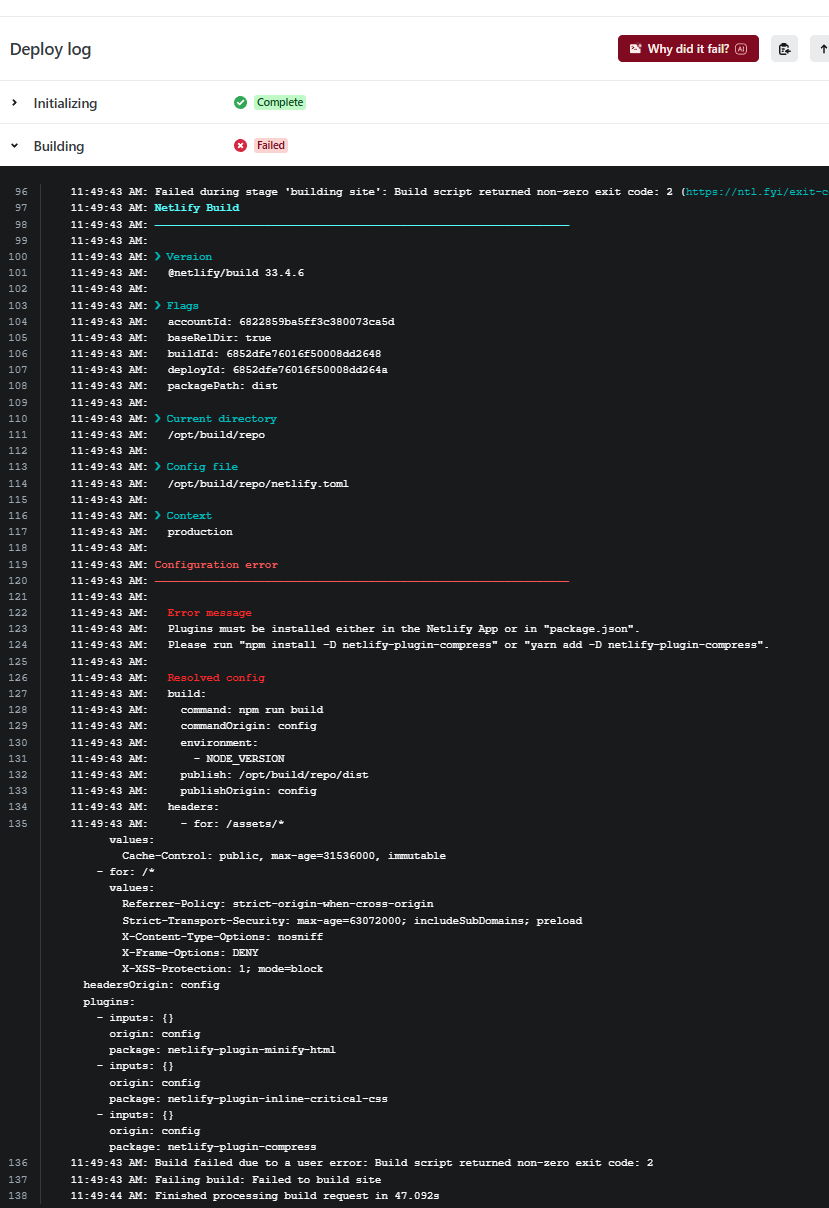 Deploy log
Why did it fail? AI
Initializing
Complete
Building
Failed
96 11:49:43 AM: Failed during stage 'building site': Build script returned non-zero exit code: 2 (https://ntl.fyi/exit-c
97 11:49:43 AM: Netlify Build
98 11:49:43 AM: ────────────────────────────────────────────────────────────────
99 11:49:43 AM:
100 11:49:43 AM: ❯ Version
101 11:49:43 AM: @netlify/build 33.4.6
102 11:49:43 AM:
103 11:49:43 AM: ❯ Flags
104 11:49:43 AM: accountId: 6822859ba5ff3c380073ca5d
105 11:49:43 AM: baseRelDir: true
106 11:49:43 AM: buildId: 6852dfe76016f50008dd2648
107 11:49:43 AM: deployId: 6852dfe76016f50008dd264a
108 11:49:43 AM: packagePath: dist
109 11:49:43 AM:
110 11:49:43 AM: ❯ Current directory
111 11:49:43 AM: /opt/build/repo
112 11:49:43 AM:
113 11:49:43 AM: ❯ Config file
114 11:49:43 AM: /opt/build/repo/netlify.toml
115 11:49:43 AM:
116 11:49:43 AM: ❯ Context
117 11:49:43 AM: production
118 11:49:43 AM:
119 11:49:43 AM: Configuration error
120 11:49:43 AM: ────────────────────────────────────────────────────────────────
121 11:49:43 AM:
122 11:49:43 AM: Error message
123 11:49:43 AM: Plugins must be installed either in the Netlify App or in "package.json".
124 11:49:43 AM: Please run "npm install -D netlify-plugin-compress" or "yarn add -D netlify-plugin-compress".
125 11:49:43 AM:
126 11:49:43 AM: Resolved config
127 11:49:43 AM: build:
128 11:49:43 AM: command: npm run build
129 11:49:43 AM: commandOrigin: config
130 11:49:43 AM: environment:
131 11:49:43 AM: - NODE_VERSION
132 11:49:43 AM: publish: /opt/build/repo/dist
133 11:49:43 AM: publishOrigin: config
134 11:49:43 AM: headers:
135 11:49:43 AM: - for: /assets/*
values:
Cache-Control: public, max-age=31536000, immutable
- for: /*
values:
Referrer-Policy: strict-origin-when-cross-origin
Strict-Transport-Security: max-age=63072000; includeSubDomains; preload
X-Content-Type-Options: nosniff
X-Frame-Options: DENY
X-XSS-Protection: 1; mode=block
headersOrigin: config
plugins:
- inputs: {}
origin: config
package: netlify-plugin-minify-html
- inputs: {}
origin: config
package: netlify-plugin-inline-critical-css
- inputs: {}
origin: config
package: netlify-plugin-compress
136 11:49:43 AM: Build failed due to a user error: Build script returned non-zero exit code: 2
137 11:49:43 AM: Failing build: Failed to build site
138 11:49:44 AM: Finished processing build request in 47.092s